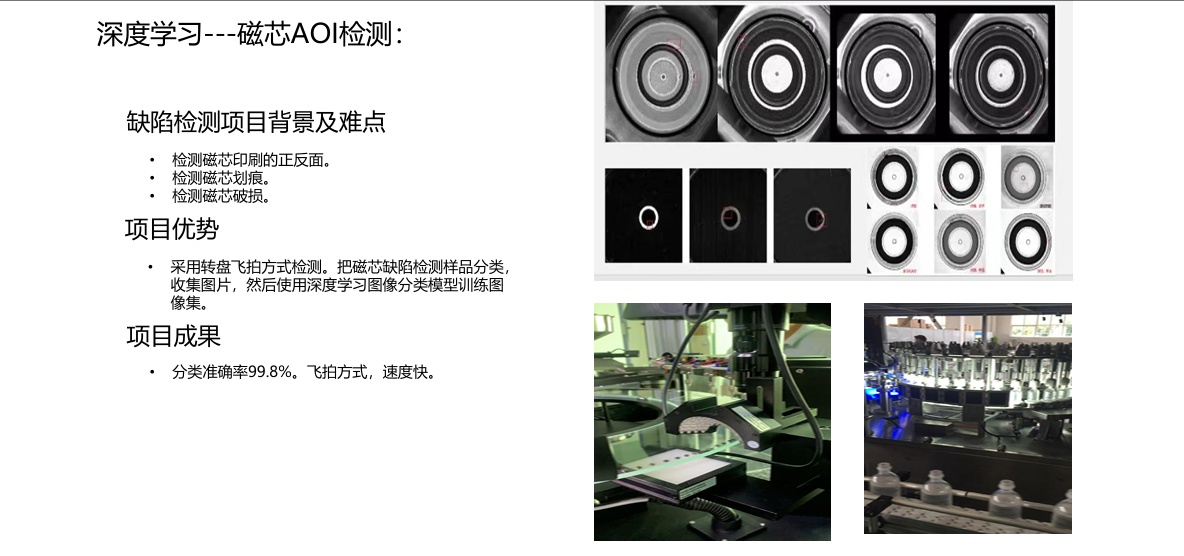 深度学习---磁芯AOI检测：
缺陷检测项目背景及难点
• 检测磁芯印刷的正反面。
• 检测磁芯划痕。
• 检测磁芯破损。
项目优势
• 采用转盘飞拍方式检测。把磁芯缺陷检测样品分类，
收集图片，然后使用深度学习图像分类模型训练图
像集。
项目成果
• 分类准确率99.8%。飞拍方式，速度快。